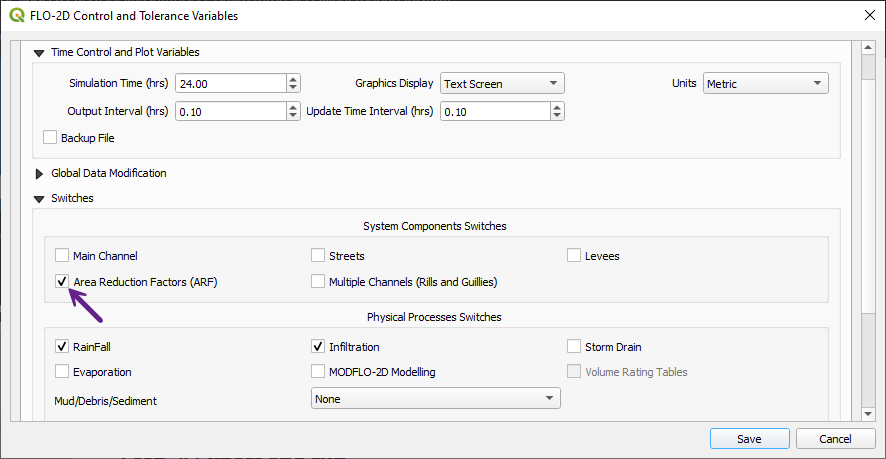 FLO-2D Control and Tolerance Variables
Time Control and Plot Variables
Simulation Time (hrs) 24.00 Graphics Display Text Screen Units Metric
Output Interval (hrs) 0.10 Update Time Interval (hrs) 0.10
Backup File
Global Data Modification
Switches
System Components Switches
Main Channel Streets Levees
Area Reduction Factors (ARF) Multiple Channels (Rills and Guillies)
Physical Processes Switches
RainFall Infiltration Storm Drain
Evaporation MODFLO-2D Modelling Volume Rating Tables
Mud/Debris/Sediment None
Save Cancel